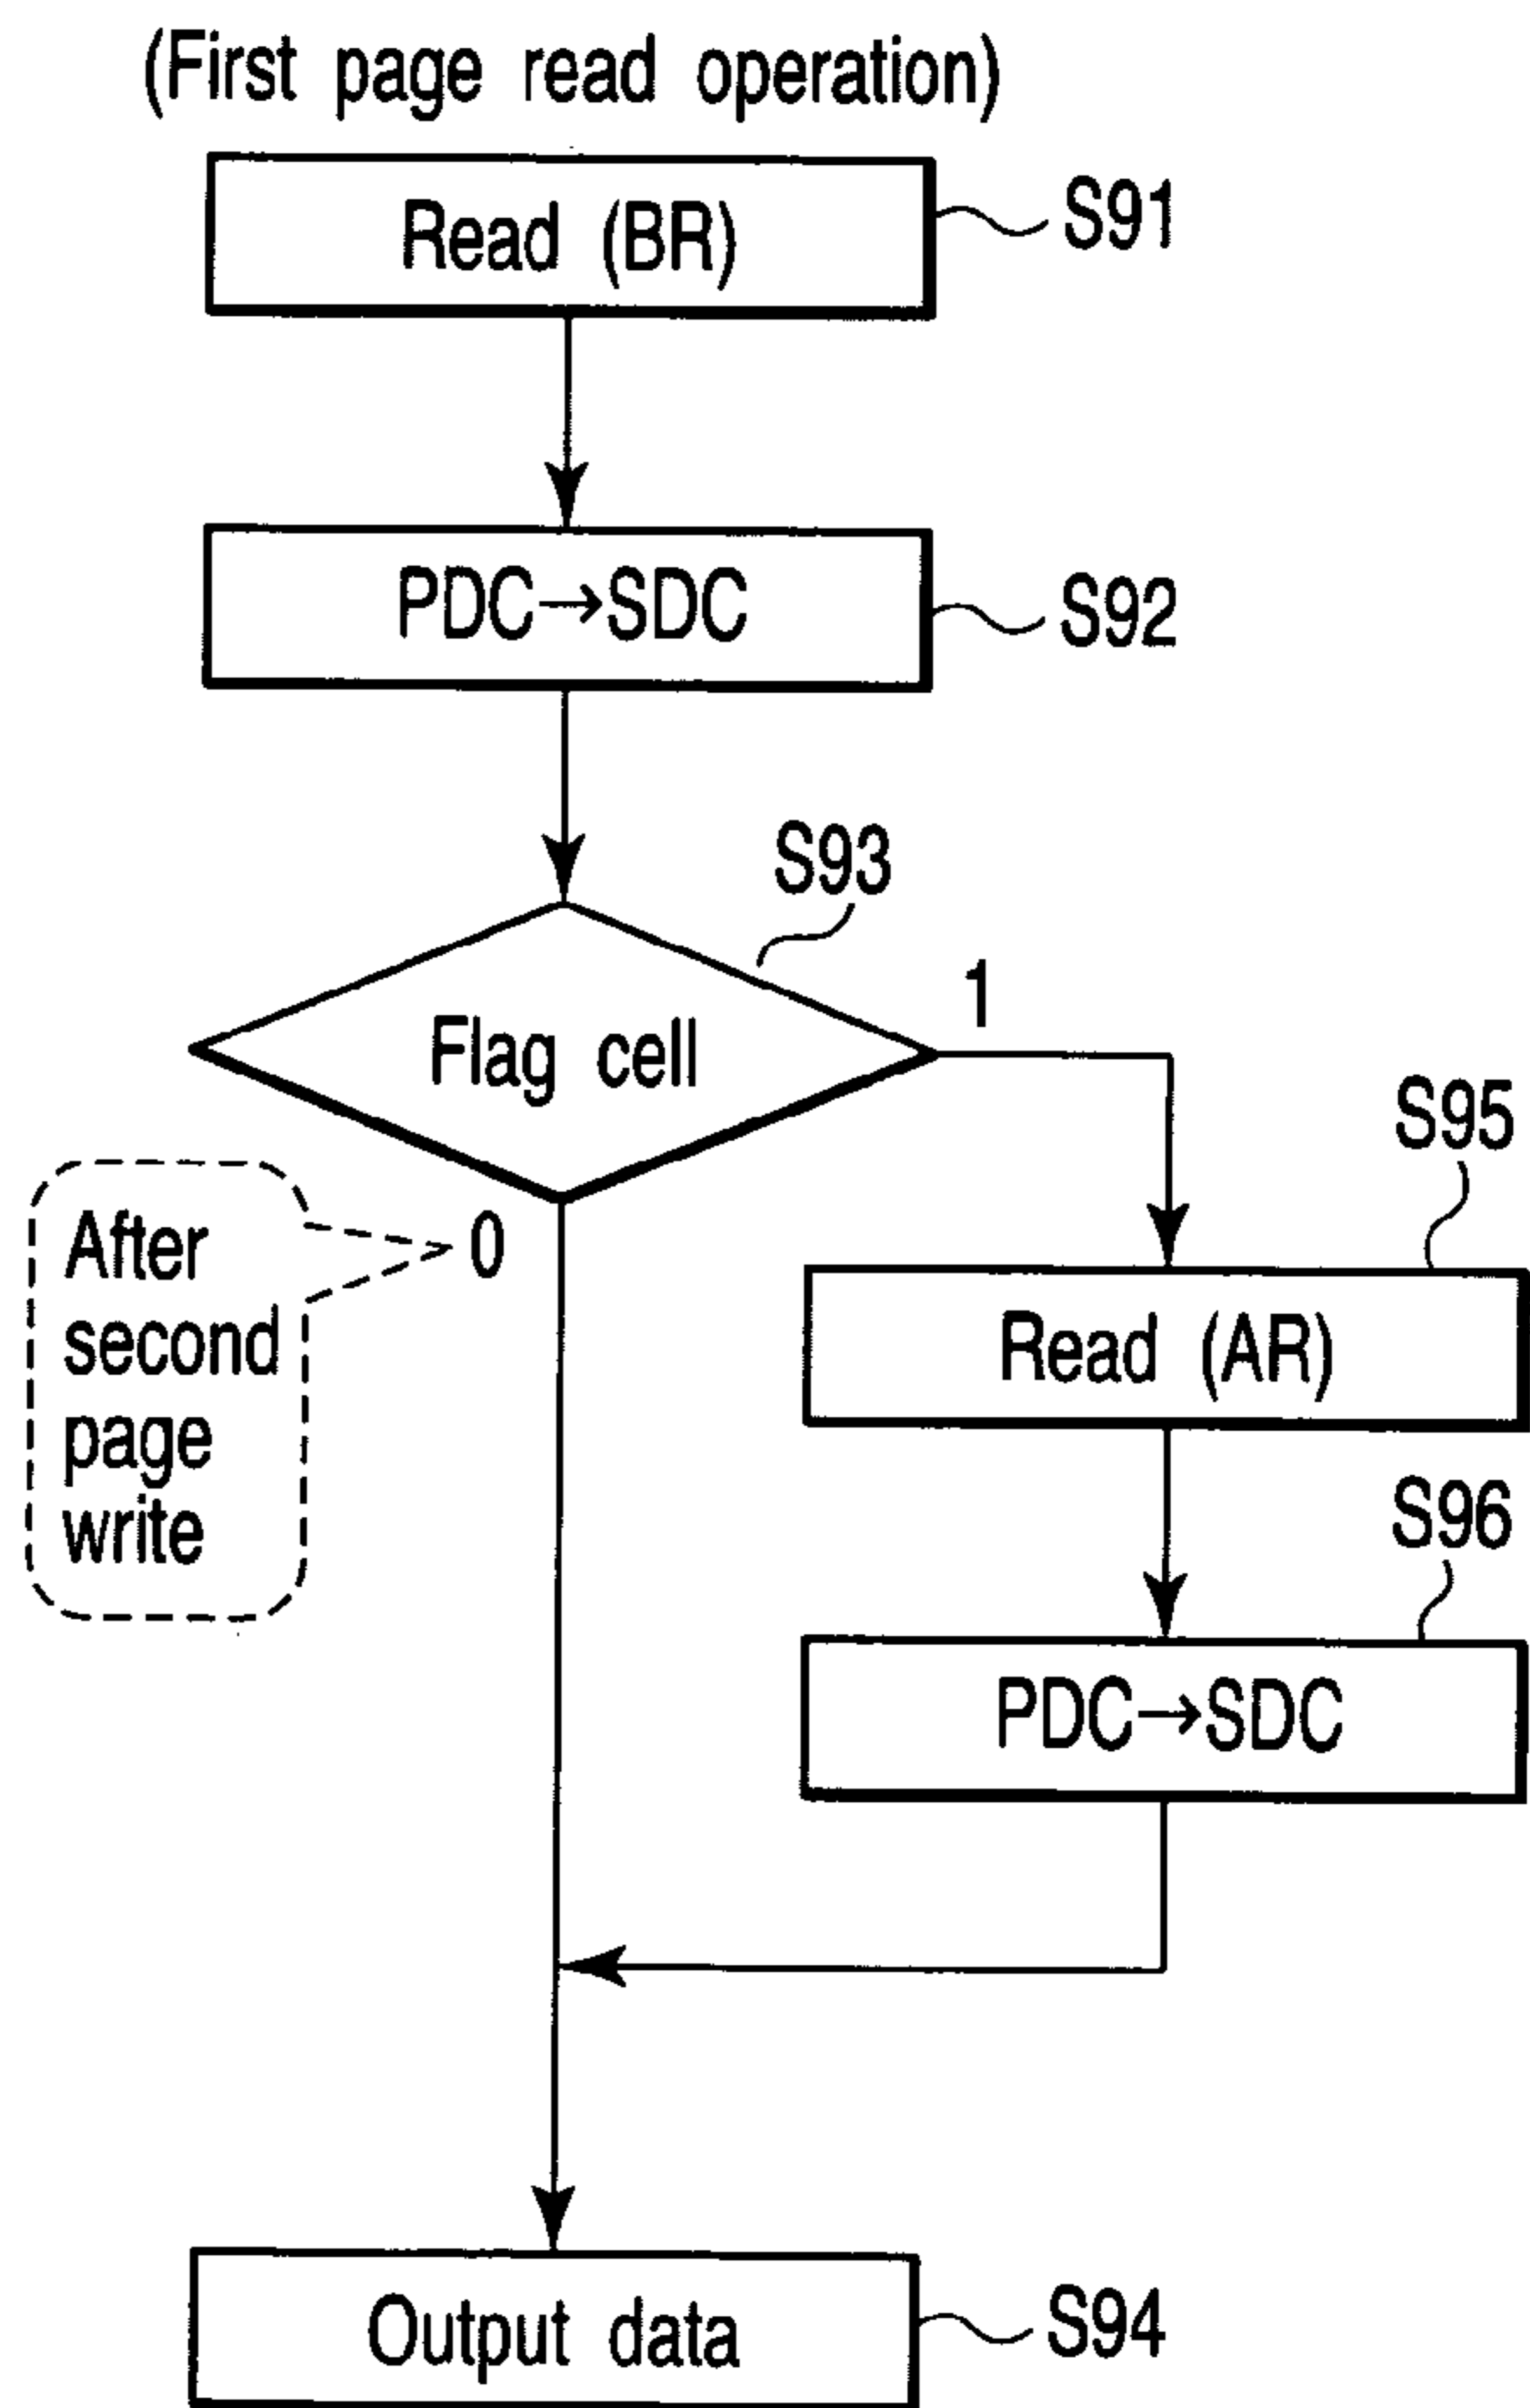 (First page read operation)
Read (BR)
S91
PDC→SDC
S92
S93
Flag cell
1
0
After
second
page
write
S95
Read (AR)
S96
PDC→SDC
Output data
S94